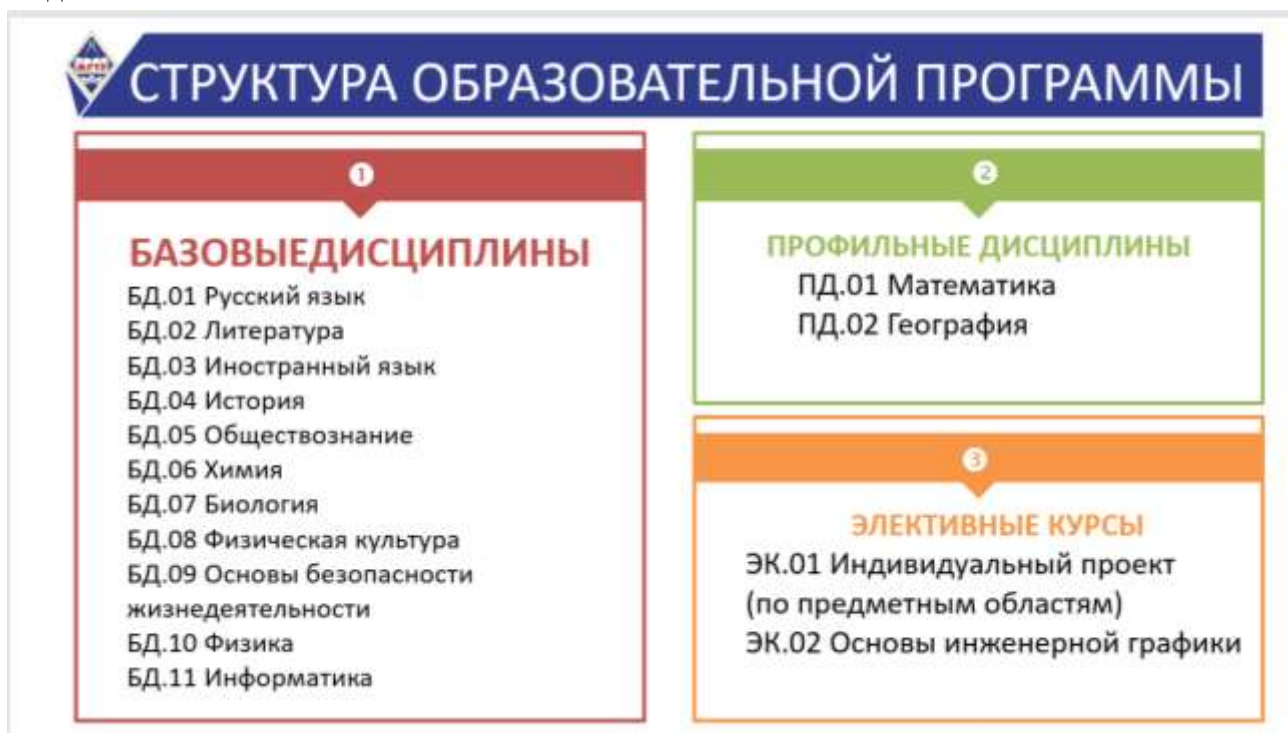 СТРУКТУРА ОБРАЗОВАТЕЛЬНОЙ ПРОГРАММЫ
1
БАЗОВЫЕДИСЦИПЛИНЫ
БД.01 Русский язык
БД.02 Литература
БД.03 Иностранный язык
БД.04 История
БД.05 Обществознание
БД.06 Химия
БД.07 Биология
БД.08 Физическая культура
БД.09 Основы безопасности
жизнедеятельности
БД.10 Физика
БД.11 Информатика
2
ПРОФИЛЬНЫЕ ДИСЦИПЛИНЫ
ПД.01 Математика
ПД.02 География
3
ЭЛЕКТИВНЫЕ КУРСЫ
ЭК.01 Индивидуальный проект
(по предметным областям)
ЭК.02 Основы инженерной графики